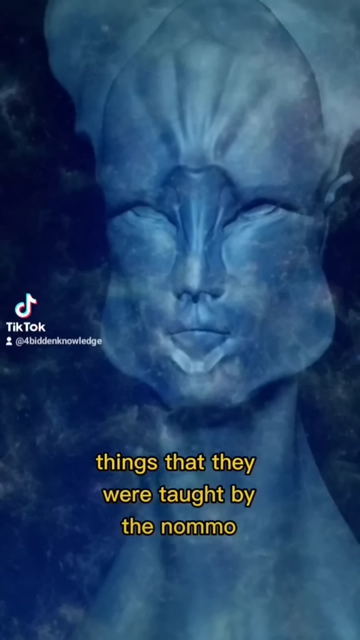 TikTok
@4biddenknowledge
things that they
were taught by
the nommo